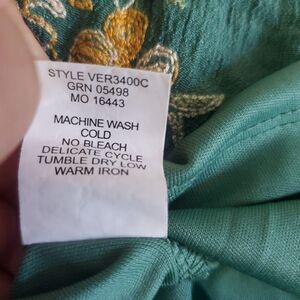 STYLE VER3400C
GRN 05498
MO 16443
MACHINE WASH
COLD
NO BLEACH
DELICATE CYCLE
TUMBLE DRY LOW
WARM IRON